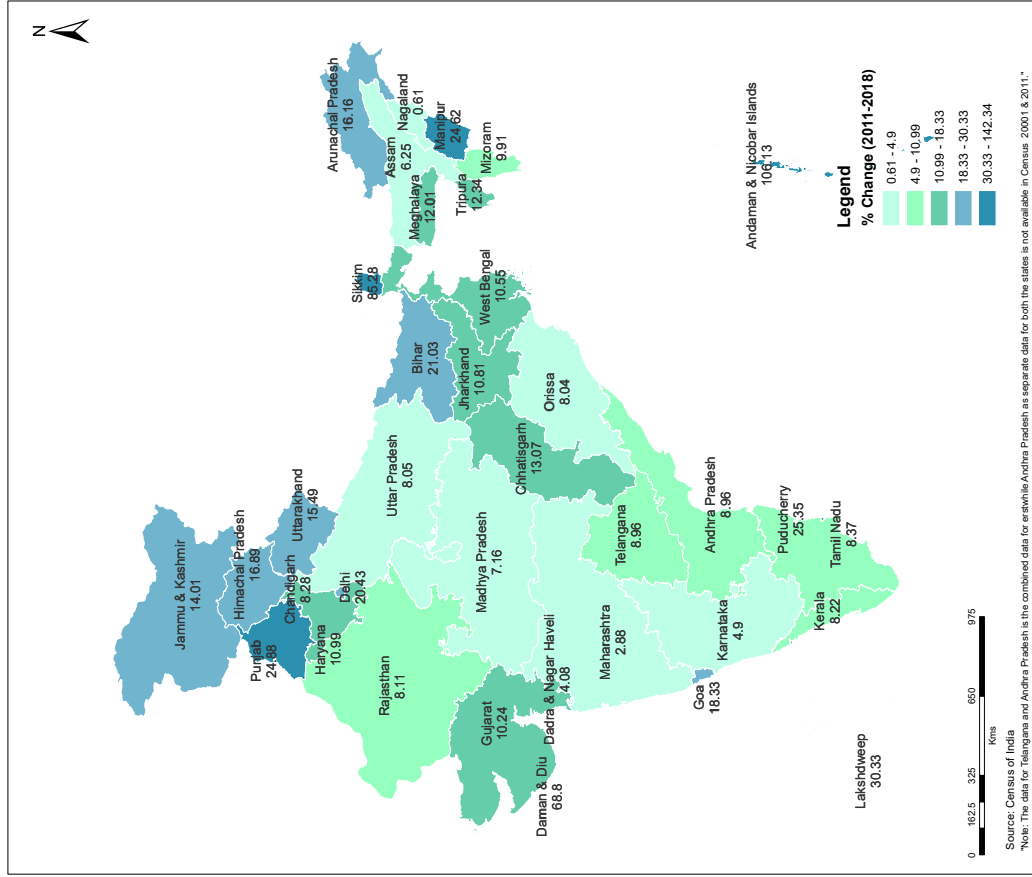 N
Jammu & Kashmir
14.01
Himachal Pradesh
16.89
Punjab
24.68
Chandigarh
8.28
Uttarakhand
15.49
Haryana
10.99
Delhi
20.43
Rajasthan
8.11
Uttar Pradesh
8.05
Bihar
21.03
Sikkim
85.28
Arunachal Pradesh
16.16
Assam
6.25
Nagaland
0.61
Manipur
24.62
Mizoram
9.91
Tripura
12.34
Meghalaya
12.01
West Bengal
10.55
Jharkhand
10.81
Orissa
8.04
Chhatisgarh
13.07
Madhya Pradesh
7.16
Gujarat
10.24
Daman & Diu
68.8
Dadra & Nagar Haveli
4.08
Maharashtra
2.88
Telangana
8.96
Andhra Pradesh
8.96
Karnataka
4.9
Goa
18.33
Kerala
8.22
Tamil Nadu
8.37
Puducherry
25.35
Lakshdweep
30.33
Andaman & Nicobar Islands
106.13
Legend
% Change (2011-2018)
0.61 - 4.9
4.9 - 10.99
10.99 - 18.33
18.33 - 30.33
30.33 - 142.34
0 162.5 325 650 975
Kms
Source: Census of India
"Note: The data for Telangana and Andhra Pradesh is the combined data for erstwhile Andhra Pradesh as separate data for both the states is not available in Census 20001 & 2011."